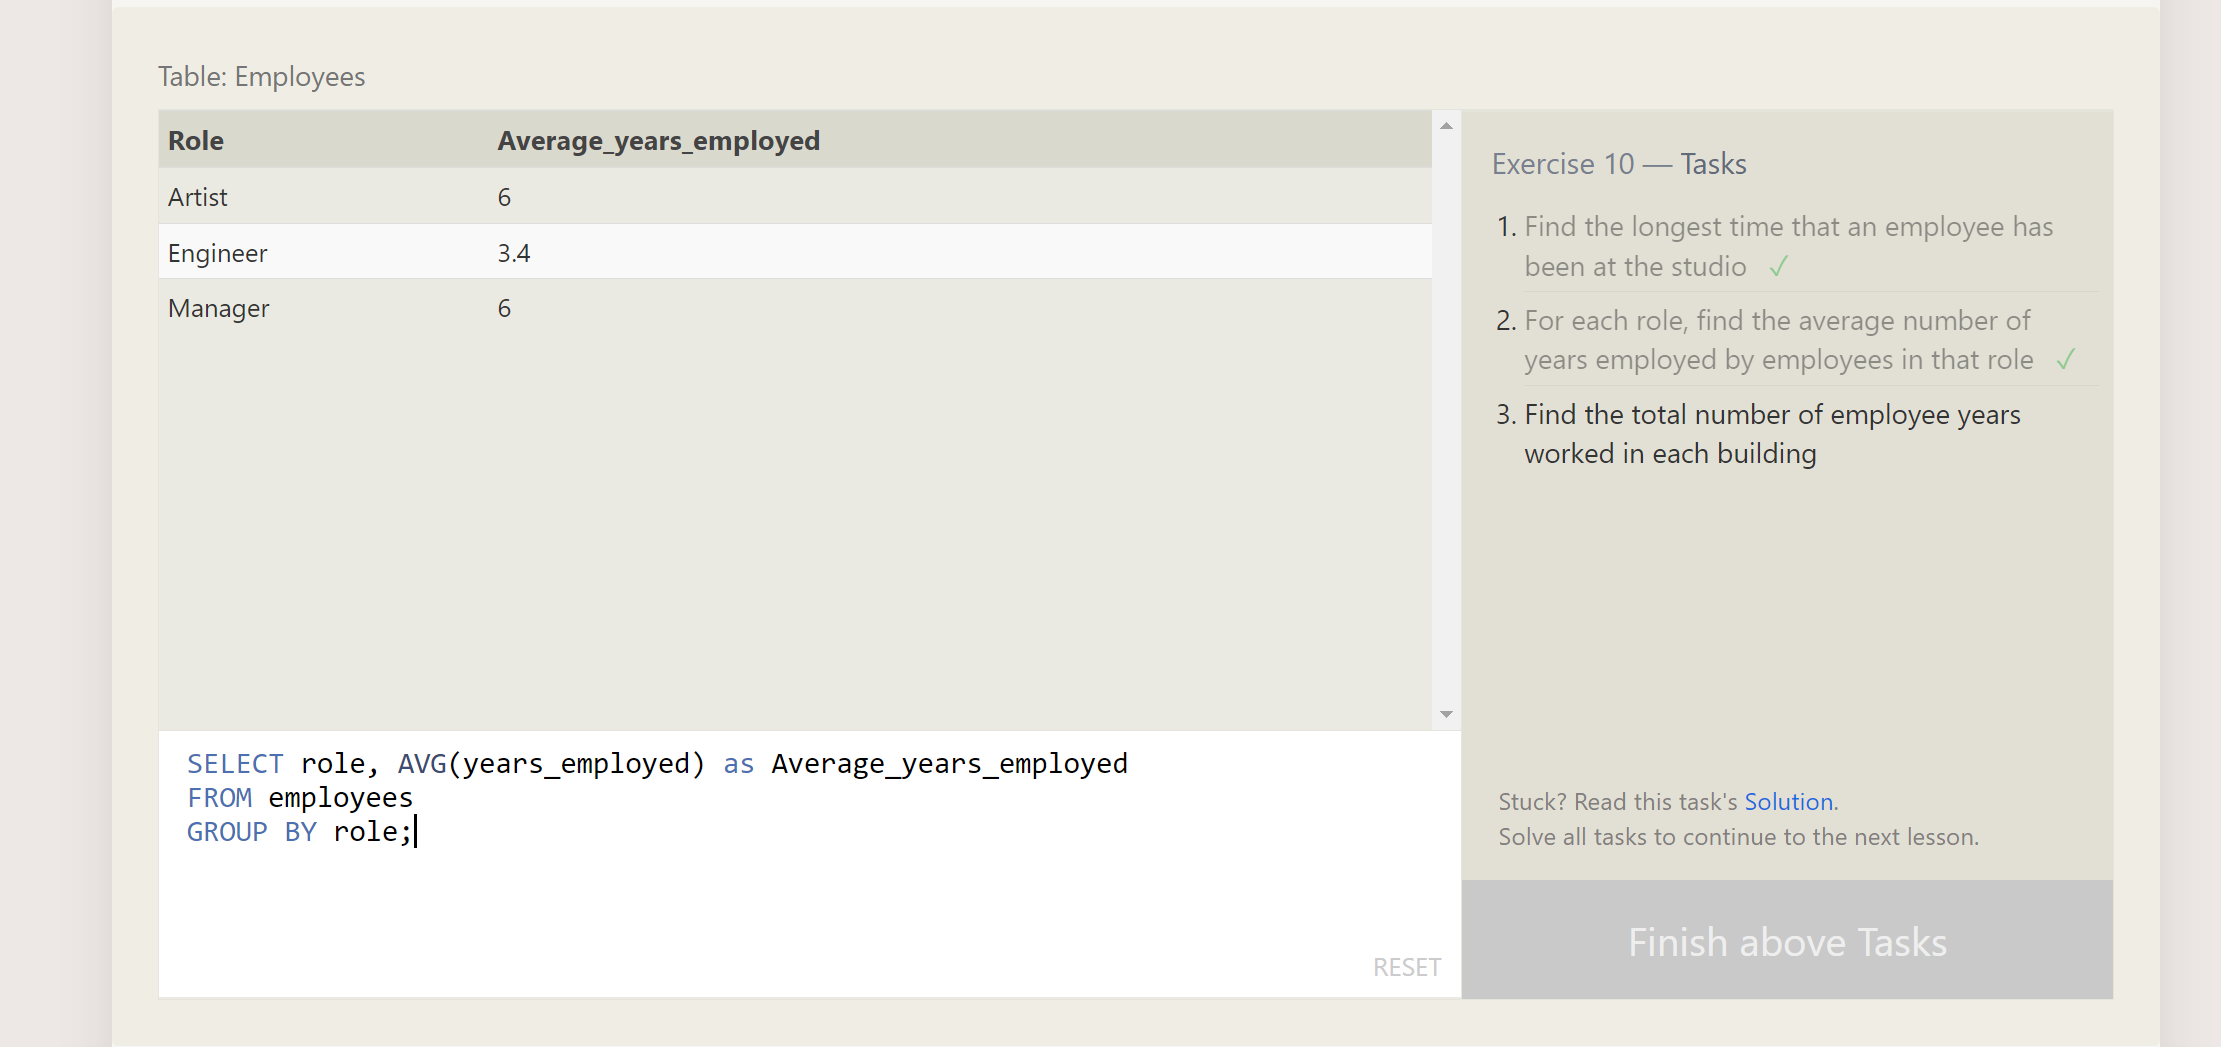 Table: Employees
Role Average_years_employed
Artist 6
Engineer 3.4
Manager 6
SELECT role, AVG(years_employed) as Average_years_employed
FROM employees
GROUP BY role;
RESET
Exercise 10 — Tasks
1. Find the longest time that an employee has
been at the studio ✓
2. For each role, find the average number of
years employed by employees in that role ✓
3. Find the total number of employee years
worked in each building
Stuck? Read this task's Solution.
Solve all tasks to continue to the next lesson.
Finish above Tasks